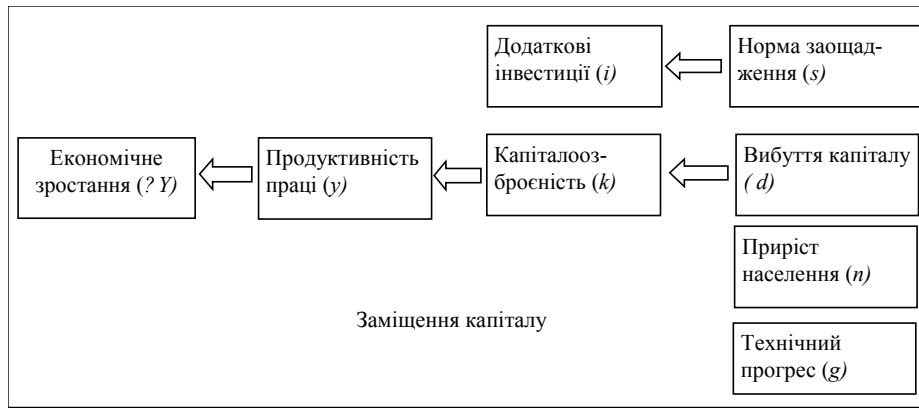 Додаткові
інвестиції (i)
Норма заощад-
ження (s)
Економічне
зростання (? Y)
Продуктивність
праці (y)
Капіталооз-
броєність (k)
Вибуття капіталу
( d)
Приріст
населення (n)
Заміщення капіталу
Технічний
прогрес (g)